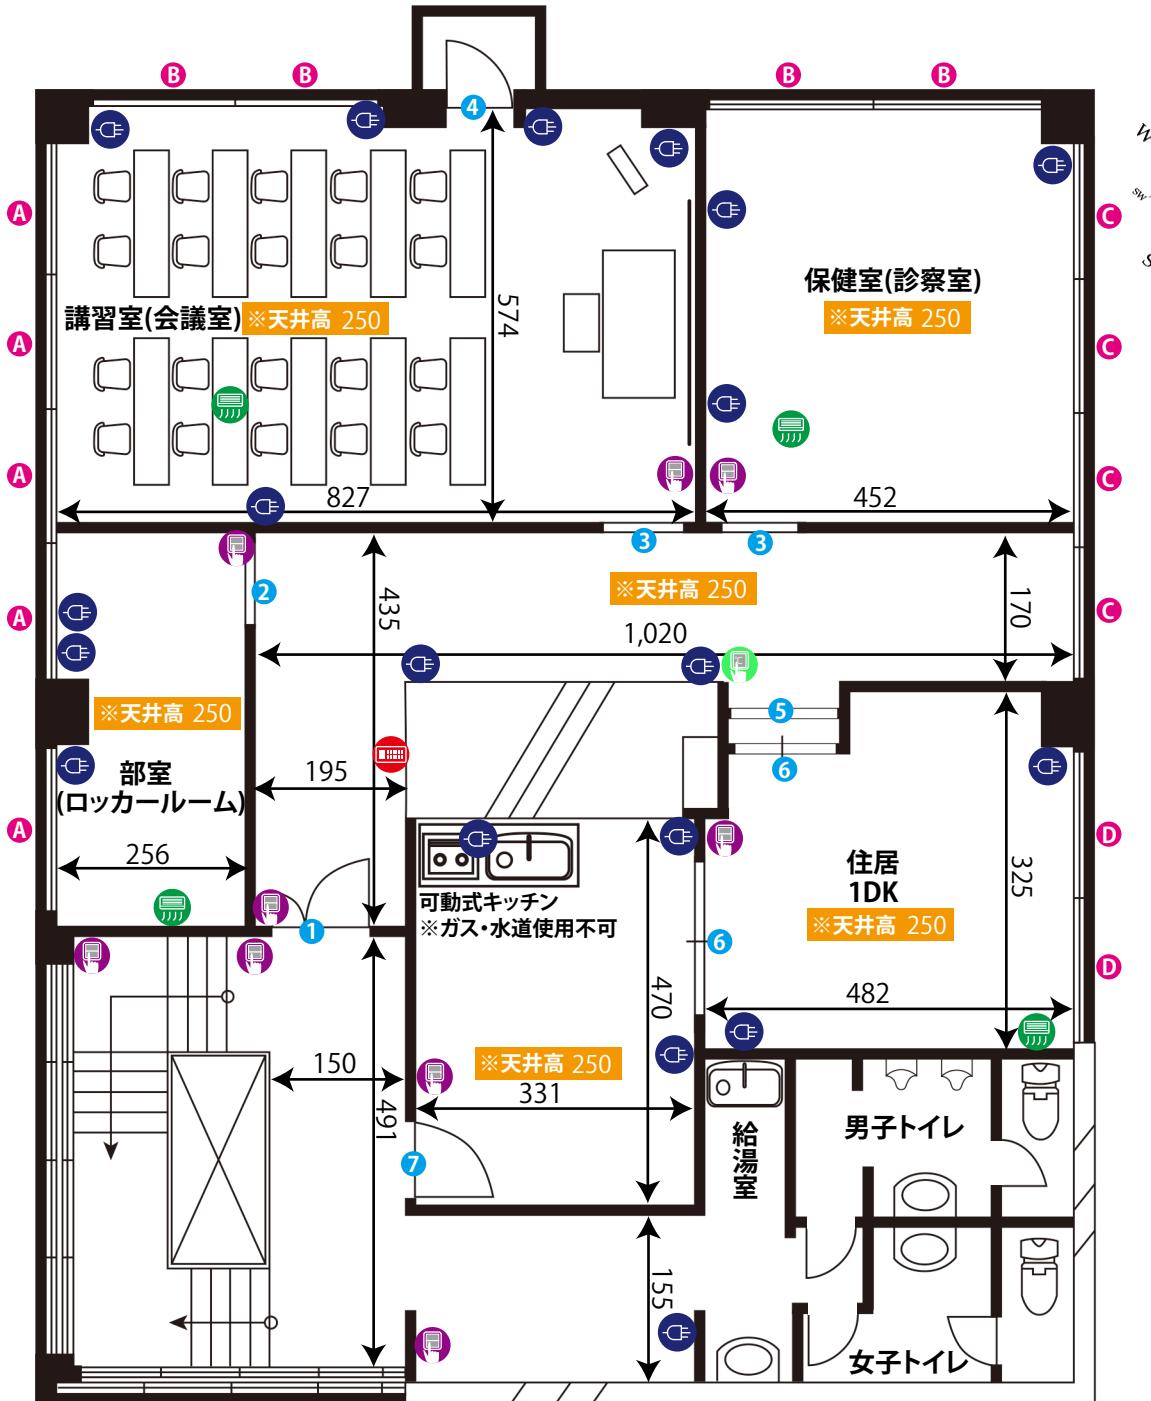 B
B
B
B
4
W
sw
S
A
C
574
保健室(診察室)
※天井高 250
講習室(会議室)
※天井高 250
A
C
A
C
827
452
3
3
2
435
※天井高 250
170
A
C
1,020
※天井高 250
5
6
195
部室
(ロッカールーム)
A
D
256
住居
1DK
325
可動式キッチン
※ガス・水道使用不可
※天井高 250
1
6
D
470
482
150
※天井高 250
331
491
給湯室
男子トイレ
7
155
女子トイレ